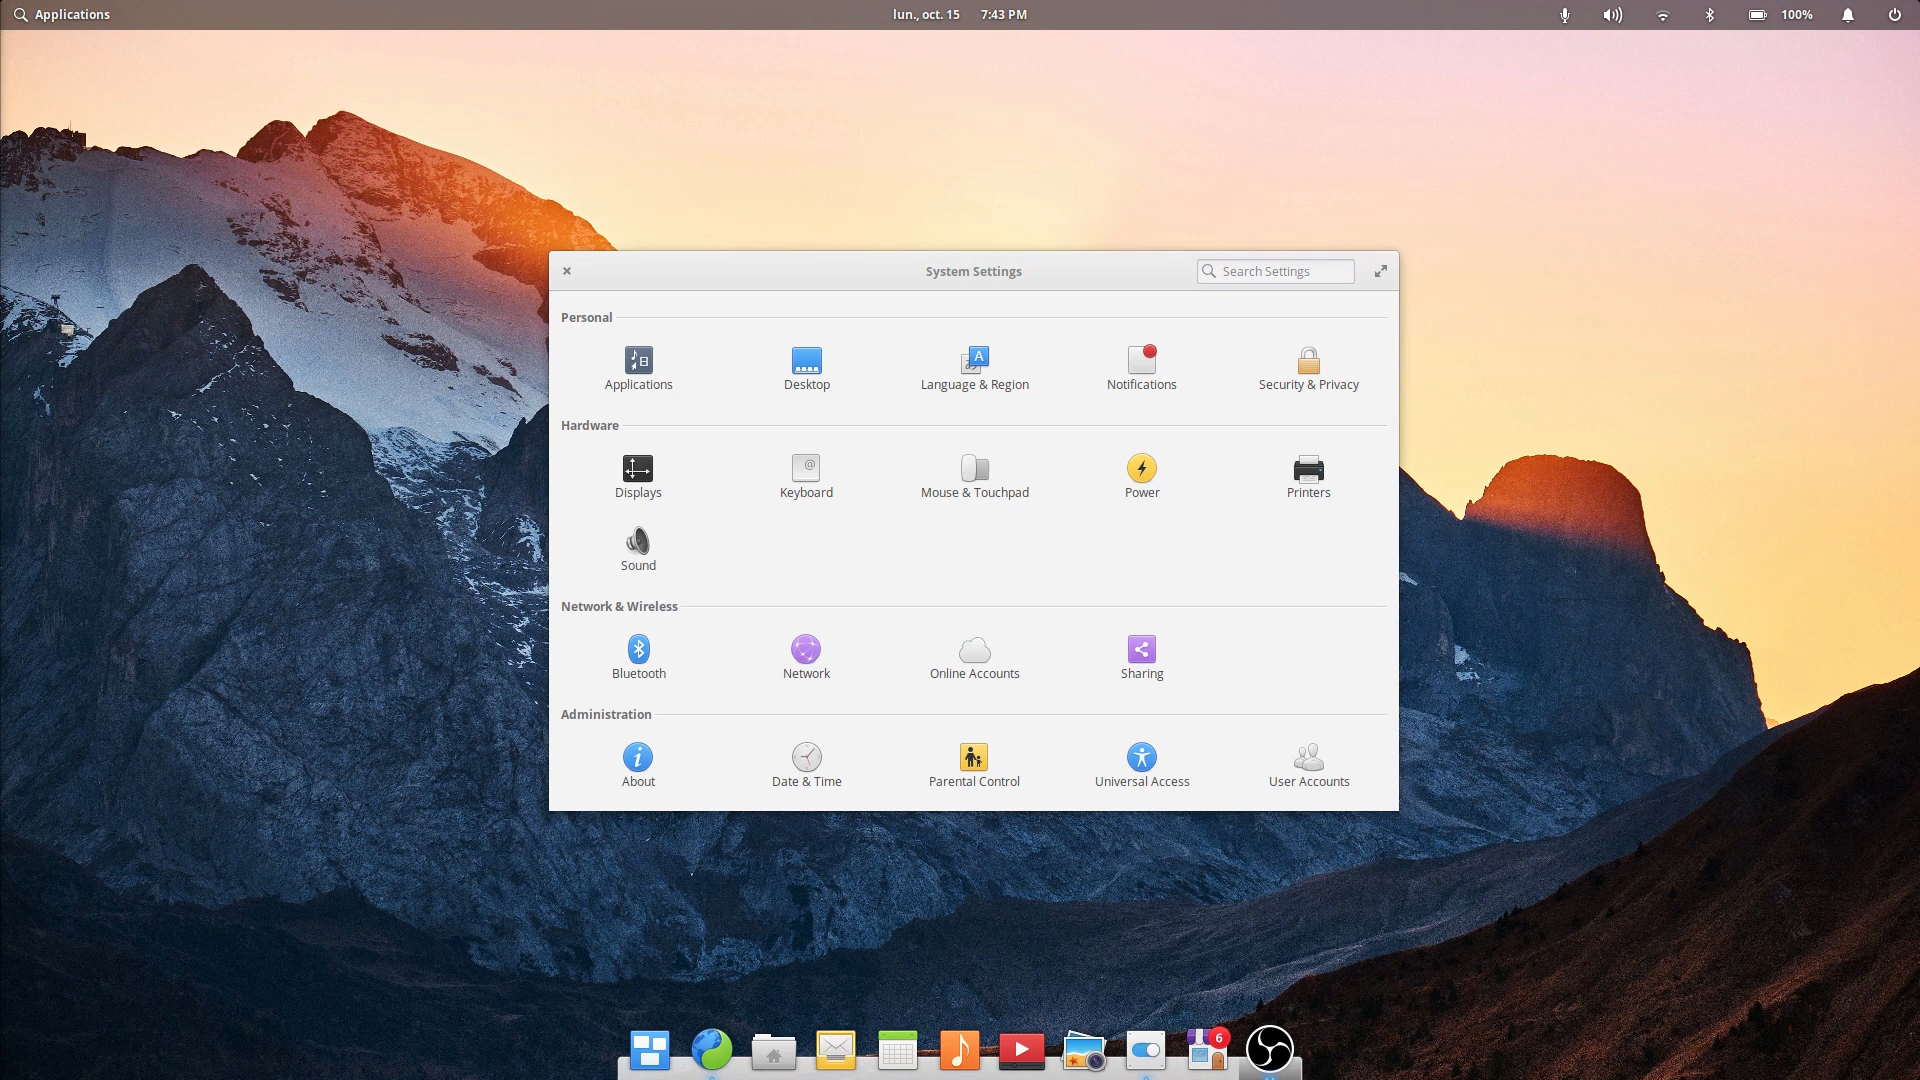 Applications
lun., oct. 15 7:43 PM
100%
System Settings
Search Settings
Personal
Applications
Desktop
Language & Region
Notifications
Security & Privacy
Hardware
Displays
Keyboard
Mouse & Touchpad
Power
Printers
Sound
Network & Wireless
Bluetooth
Network
Online Accounts
Sharing
Administration
About
Date & Time
Parental Control
Universal Access
User Accounts
6